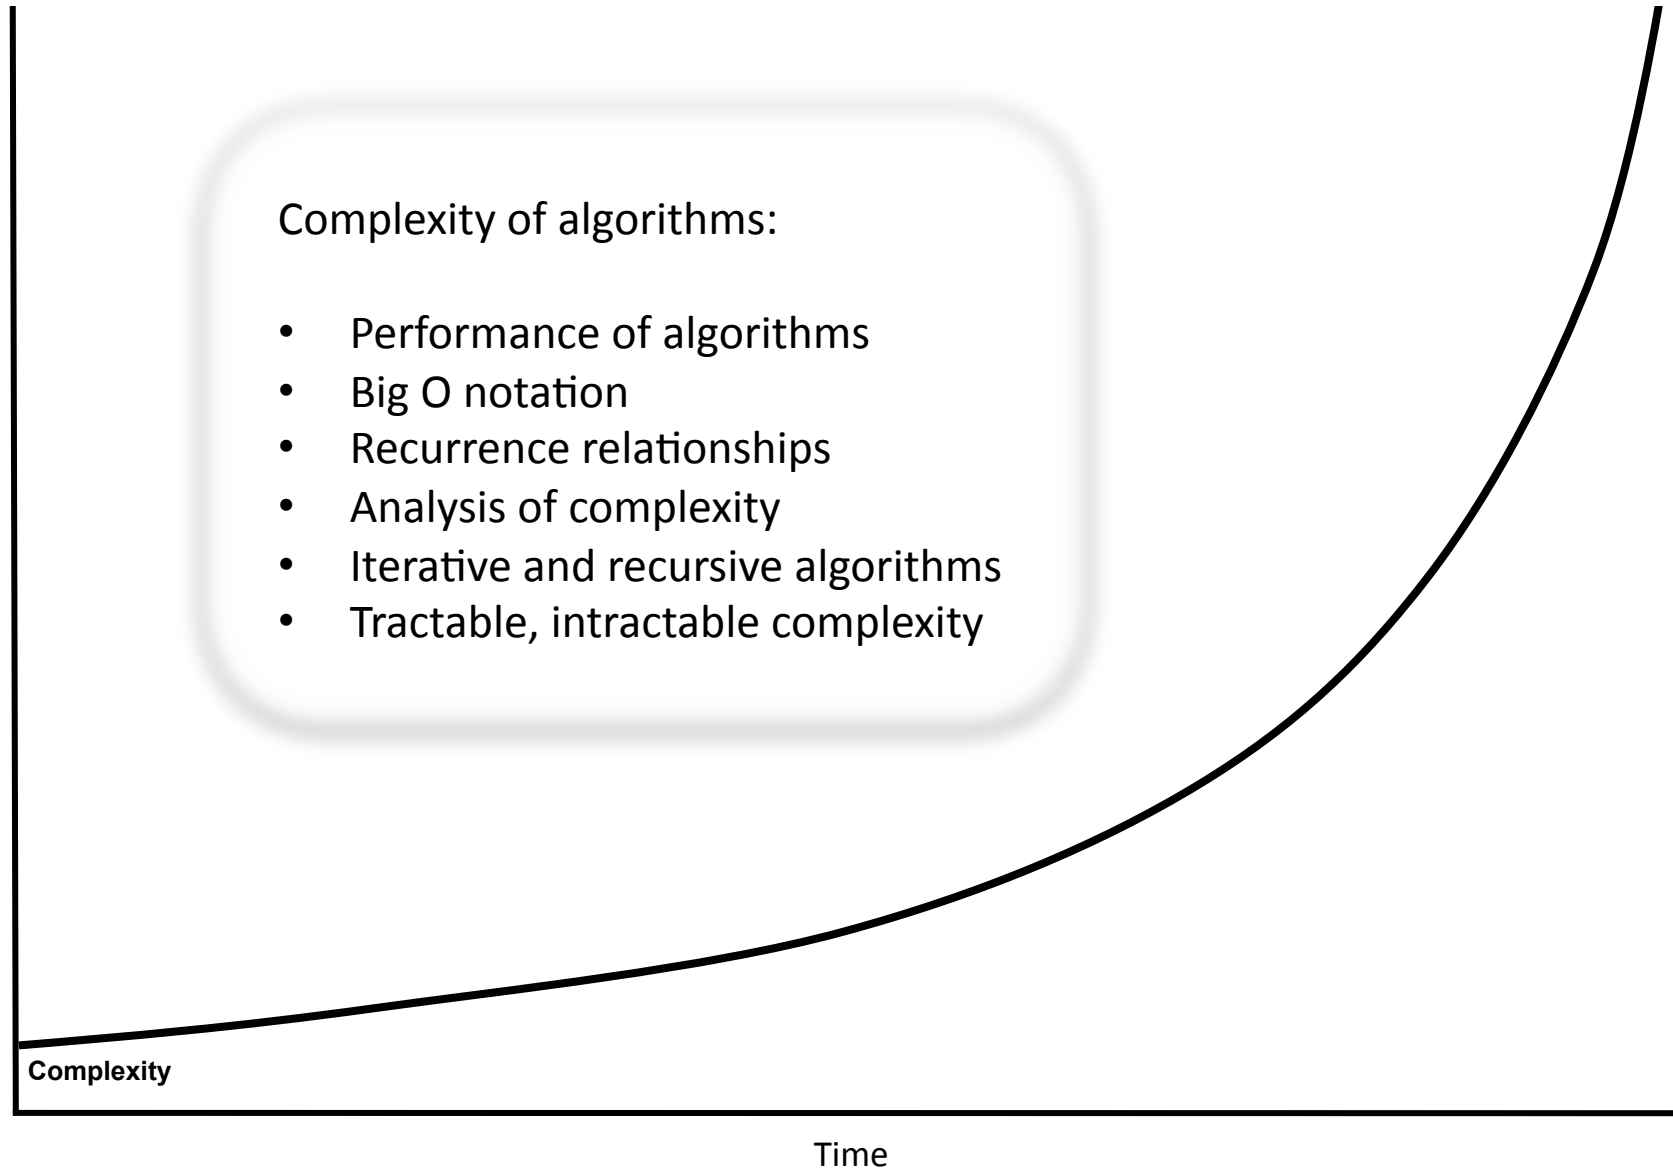 Complexity of algorithms:
• Performance of algorithms
• Big O notation
• Recurrence relationships
• Analysis of complexity
• Iterative and recursive algorithms
• Tractable, intractable complexity
Complexity
Time